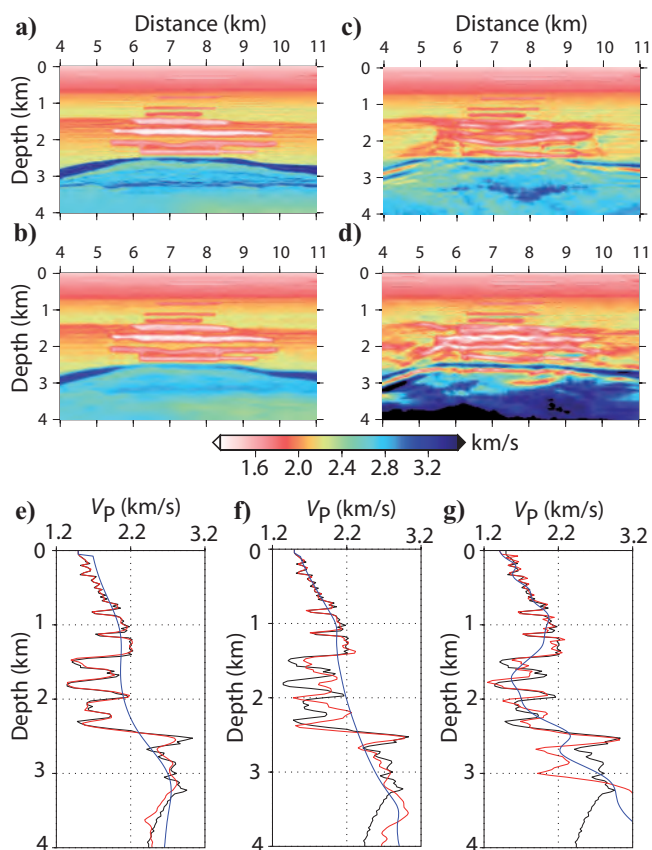 a) Distance (km) c) Distance (km)
4 5 6 7 8 9 10 11 4 5 6 7 8 9 10 11
0 0
1 1
Depth (km)
2 2
3 3
4 4
b) 4 5 6 7 8 9 10 11 d) 4 5 6 7 8 9 10 11
0 0
1 1
Depth (km)
2 2
3 3
4 4
km/s
1.6 2.0 2.4 2.8 3.2
e) VP (km/s) f) VP (km/s) g) VP (km/s)
1.2 2.2 3.2 1.2 2.2 3.2 1.2 2.2 3.2
0 0 0
1 1 1
Depth (km) Depth (km) Depth (km)
2 2 2
3 3 3
4 4 4